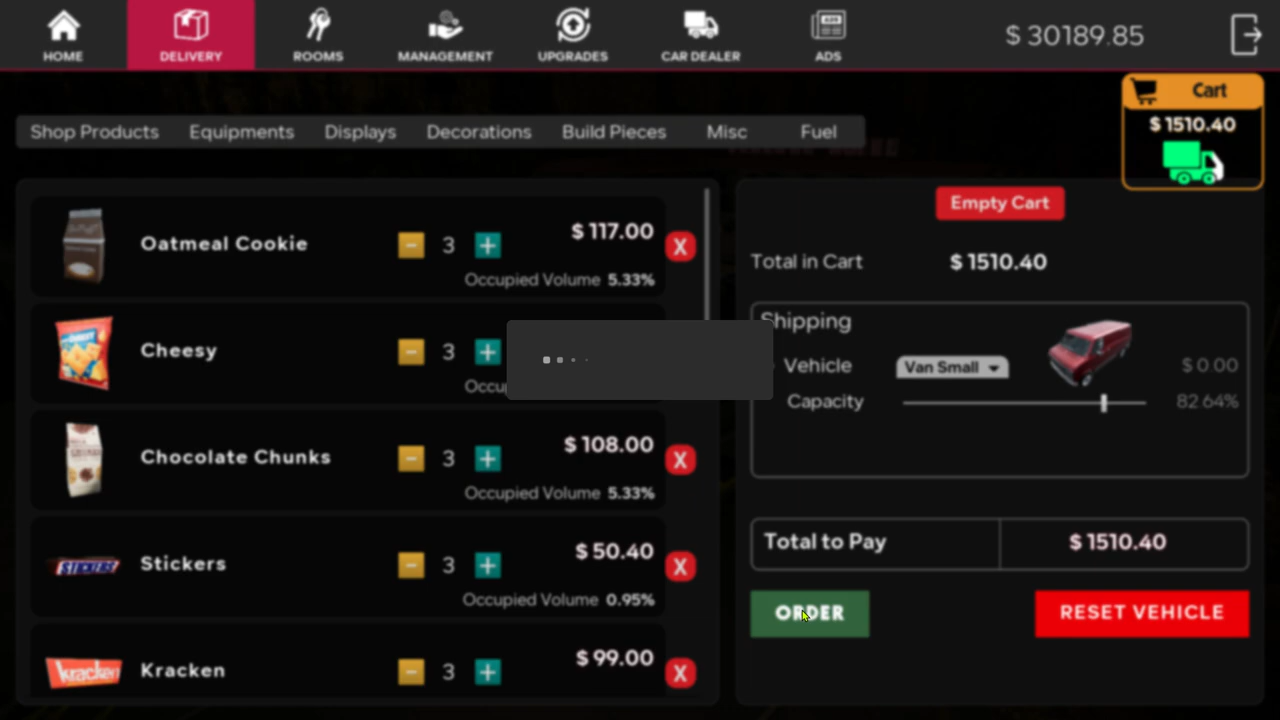 HOME DELIVERY ROOMS MANAGEMENT UPGRADES CAR DEALER ADS $ 30189.85
Cart
$ 1510.40
Shop Products Equipments Displays Decorations Build Pieces Misc Fuel
Empty Cart
Oatmeal Cookie 3 $ 117.00 X
Occupied Volume 5.33%
Total in Cart $ 1510.40
Cheesy 3
Shipping
Vehicle Van Small $ 0.00
Capacity 82.64%
Chocolate Chunks 3 $ 108.00 X
Occupied Volume 5.33%
Stickers 3 $ 50.40 X
STICKERS
Occupied Volume 0.95%
Total to Pay $ 1510.40
ORDER RESET VEHICLE
Kracken 3 $ 99.00 X
kracken